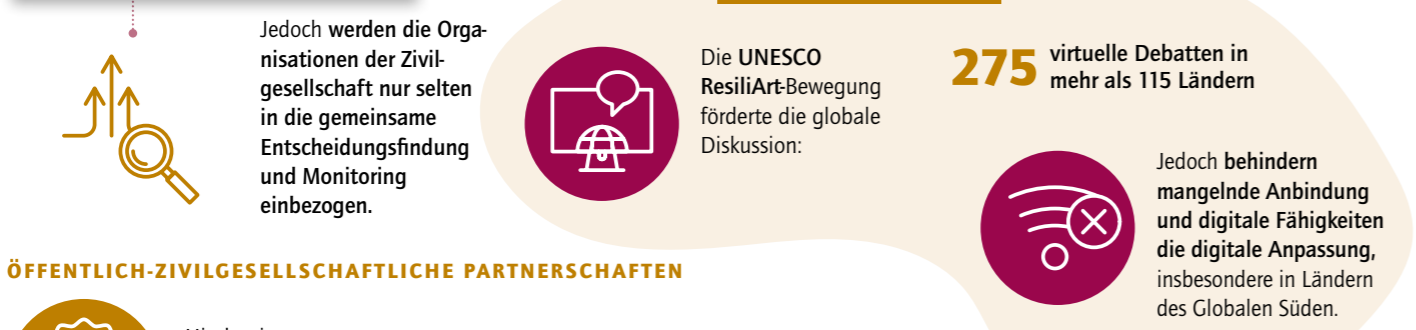 Jedoch werden die Orga-
nisationen der Zivil-
gesellschaft nur selten
in die gemeinsame
Entscheidungsfindung
und Monitoring
einbezogen.
Die UNESCO
ResiliArt-Bewegung
förderte die globale
Diskussion:
275 virtuelle Debatten in
mehr als 115 Ländern
Jedoch behindern
mangelnde Anbindung
und digitale Fähigkeiten
die digitale Anpassung,
insbesondere in Ländern
des Globalen Süden.
ÖFFENTLICH-ZIVILGESELLSCHAFTLICHE PARTNERSCHAFTEN